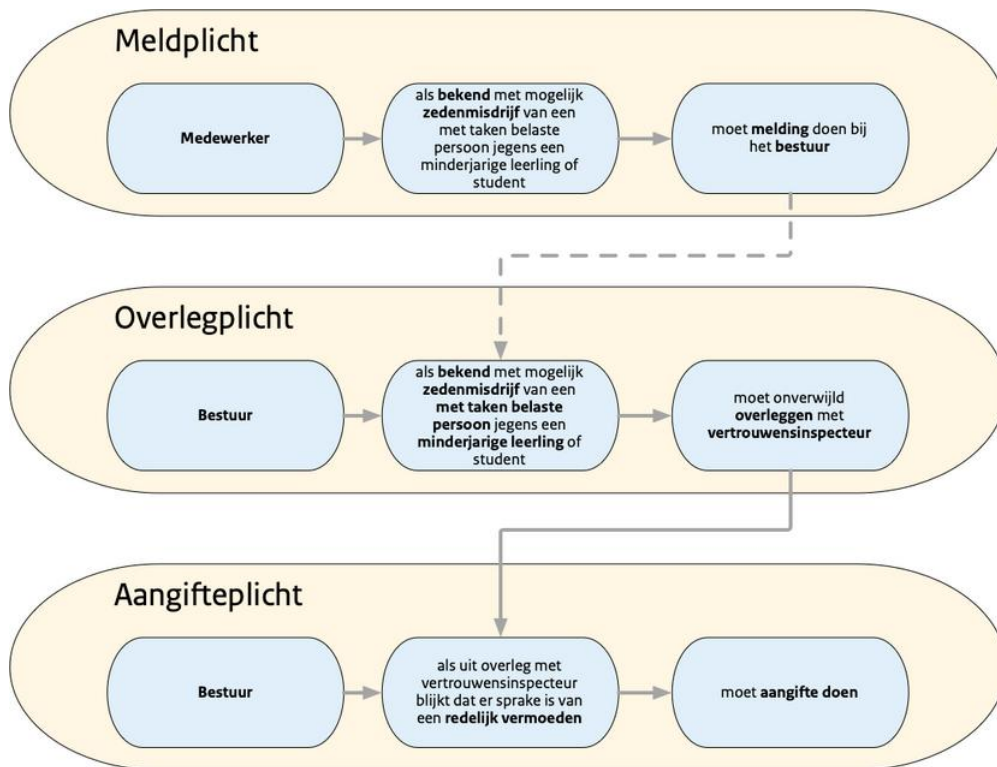 Meldplicht
Medewerker
als bekend met mogelijk
zedenmisdrijf van een
met taken belaste
persoon jegens een
minderjarige leerling of
student
moet melding doen bij
het bestuur
Overlegplicht
Bestuur
als bekend met mogelijk
zedenmisdrijf van een
met taken belaste
persoon jegens een
minderjarige leerling of
student
moet onverwijld
overleggen met
vertrouwensinspecteur
Aangifteplicht
Bestuur
als uit overleg met
vertrouwensinspecteur
blijkt dat er sprake is van
een redelijk vermoeden
moet aangifte doen